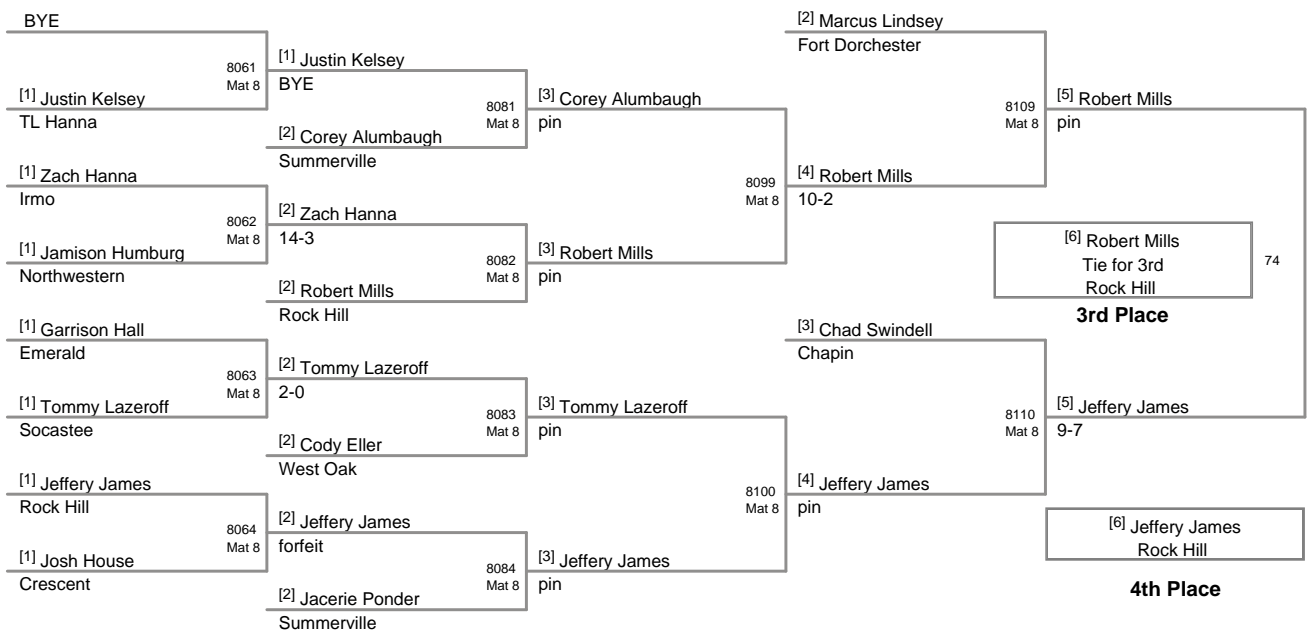 BYE
[1] Justin Kelsey
TL Hanna
[1] Zach Hanna
Irmo
[1] Jamison Humburg
Northwestern
[1] Garrison Hall
Emerald
[1] Tommy Lazeroff
Socastee
[1] Jeffery James
Rock Hill
[1] Josh House
Crescent
8061
Mat 8
8062
Mat 8
8063
Mat 8
8064
Mat 8
[1] Justin Kelsey
BYE
[2] Corey Alumbaugh
Summerville
[2] Zach Hanna
14-3
[2] Robert Mills
Rock Hill
[2] Tommy Lazeroff
2-0
[2] Cody Eller
West Oak
[2] Jeffery James
forfeit
[2] Jacerie Ponder
Summerville
8081
Mat 8
8082
Mat 8
8083
Mat 8
8084
Mat 8
[3] Corey Alumbaugh
pin
[3] Robert Mills
pin
[3] Tommy Lazeroff
pin
[3] Jeffery James
pin
8099
Mat 8
8100
Mat 8
[2] Marcus Lindsey
Fort Dorchester
[4] Robert Mills
10-2
[3] Chad Swindell
Chapin
[4] Jeffery James
pin
8109
Mat 8
8110
Mat 8
[5] Robert Mills
pin
[6] Robert Mills
Tie for 3rd
Rock Hill
74
3rd Place
[5] Jeffery James
9-7
[6] Jeffery James
Rock Hill
4th Place